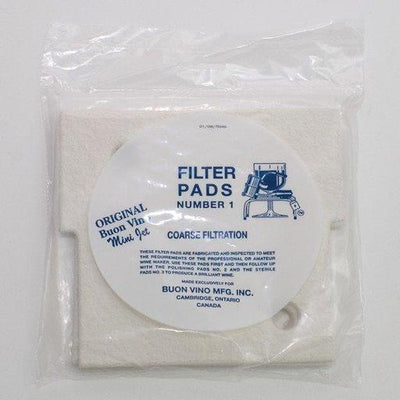 FILTER
PADS
NUMBER 1
ORIGINAL
Buon Vino
Mini Jet
COARSE FILTRATION
THESE FILTER PADS ARE FABRICATED AND INSPECTED TO MEET
THE REQUIREMENTS OF THE PROFESSIONAL OR AMATEUR
WINE MAKER. USE THESE PADS FIRST AND THEN FOLLOW UP
WITH THE POLISHING PADS NO. 2 AND THE STERILE
PADS NO. 3 TO PRODUCE A BRILLIANT WINE.
MADE EXCLUSIVELY FOR
BUON VINO MFG. INC.
CAMBRIDGE, ONTARIO
CANADA